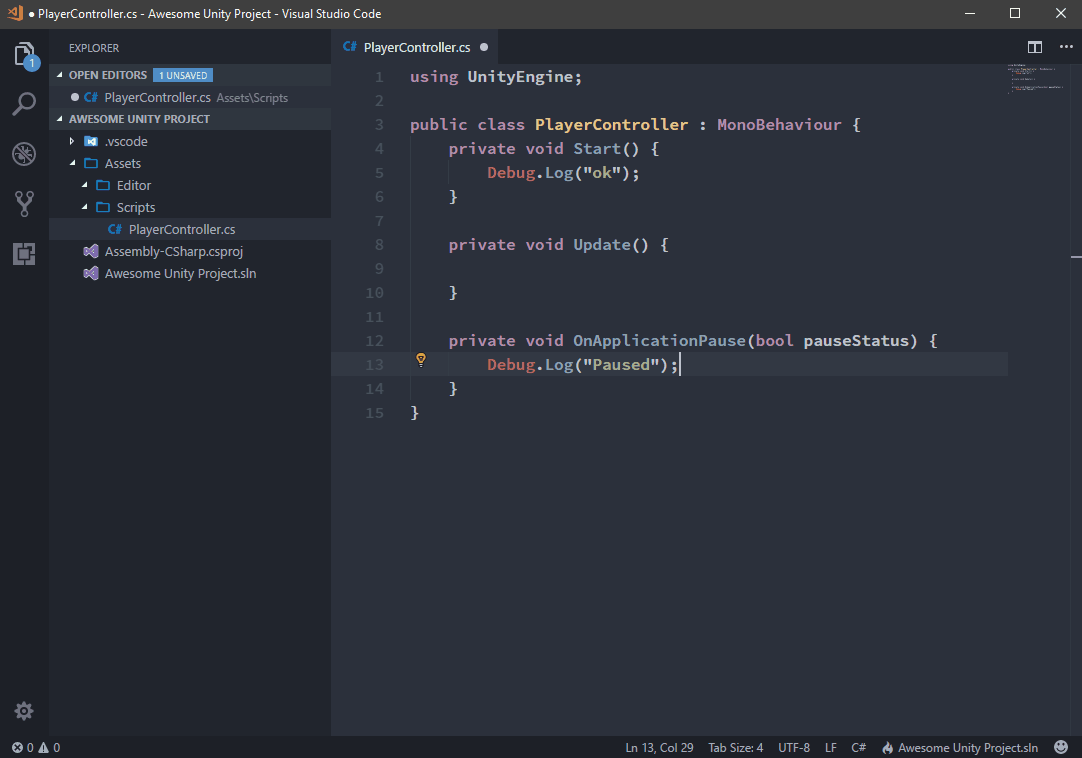 ● PlayerController.cs - Awesome Unity Project - Visual Studio Code
1
EXPLORER
OPEN EDITORS 1 UNSAVED
C# PlayerController.cs Assets\Scripts
AWESOME UNITY PROJECT
.vscode
Assets
Editor
Scripts
C# PlayerController.cs
Assembly-CSharp.csproj
Awesome Unity Project.sln
C# PlayerController.cs
1 using UnityEngine;
2
3 public class PlayerController : MonoBehaviour {
4 private void Start() {
5 Debug.Log("ok");
6 }
7
8 private void Update() {
9
10 }
11
12 private void OnApplicationPause(bool pauseStatus) {
13 Debug.Log("Paused");
14 }
15 }
0 0 Ln 13, Col 29 Tab Size: 4 UTF-8 LF C# Awesome Unity Project.sln